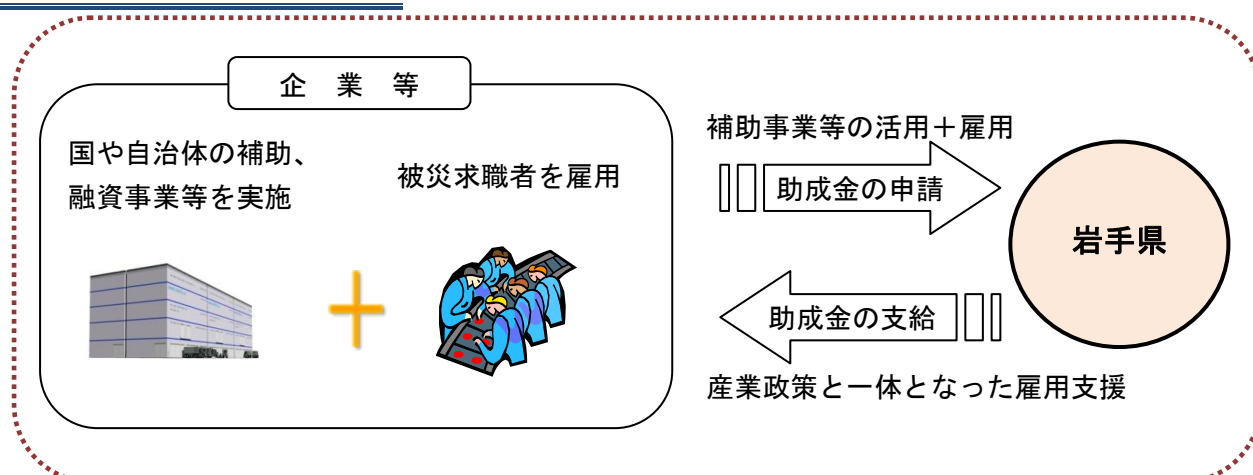 企 業 等
国や自治体の補助、
融資事業等を実施
被災求職者を雇用
補助事業等の活用＋雇用
助成金の申請
岩手県
助成金の支給
産業政策と一体となった雇用支援